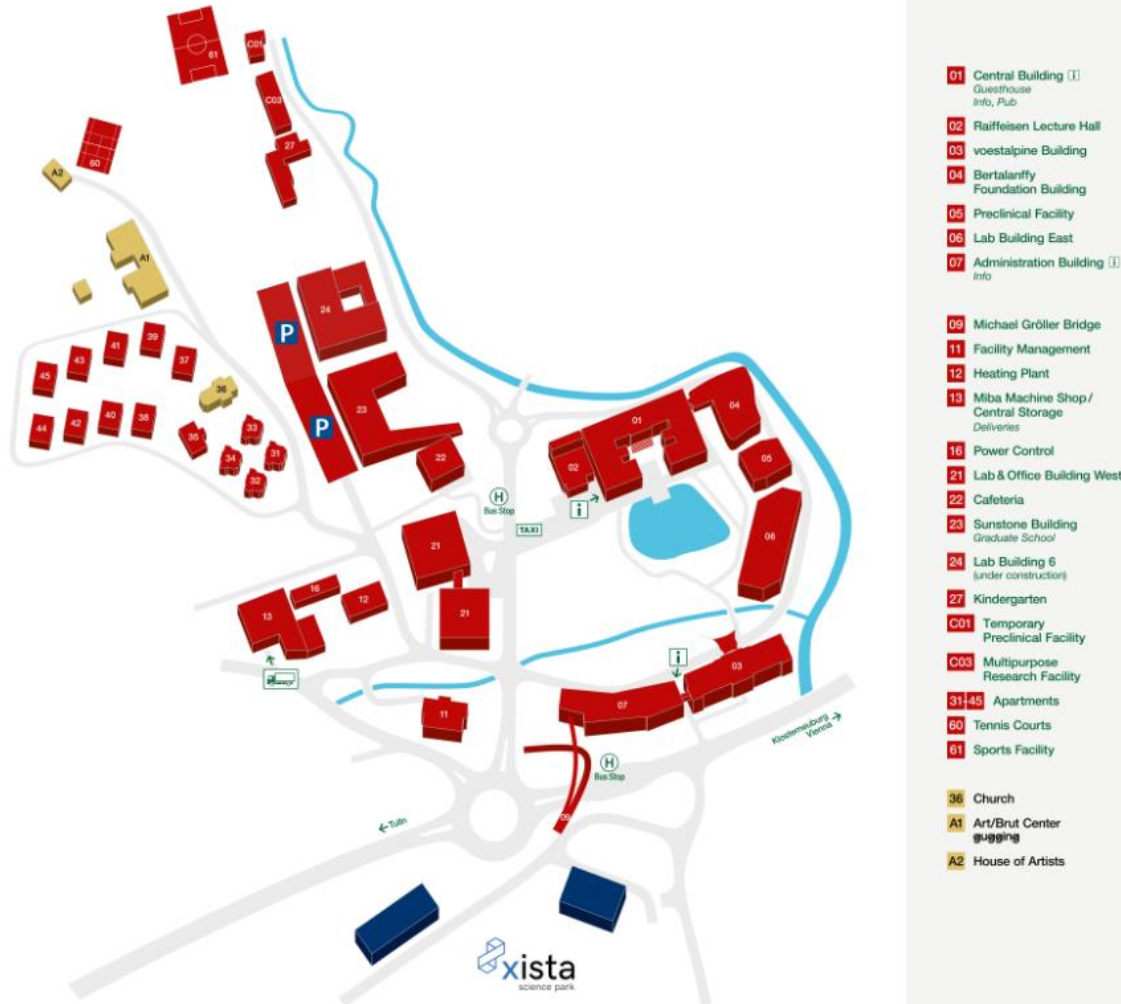 61
C01
C03
27
60
A2
A1
24
P
39
41
43
37
45
36
23
01
04
40
38
42
44
33
P
35
31
34
22
02
05
32
H
Bus Stop
i
TAXI
06
21
16
12
13
21
i
03
11
07
Klosterneuburg
Vienna
H
Bus Stop
09
Tulln
xista
science park
01 Central Building i
Guesthouse
Info, Pub
02 Raiffeisen Lecture Hall
03 voestalpine Building
04 Bertalanffy
Foundation Building
05 Preclinical Facility
06 Lab Building East
07 Administration Building i
Info
09 Michael Gröller Bridge
11 Facility Management
12 Heating Plant
13 Miba Machine Shop/
Central Storage
Deliveries
16 Power Control
21 Lab & Office Building West
22 Cafeteria
23 Sunstone Building
Graduate School
24 Lab Building 6
(under construction)
27 Kindergarten
C01 Temporary
Preclinical Facility
C03 Multipurpose
Research Facility
31-45 Apartments
60 Tennis Courts
61 Sports Facility
36 Church
A1 Art/Brut Center
gugging
A2 House of Artists